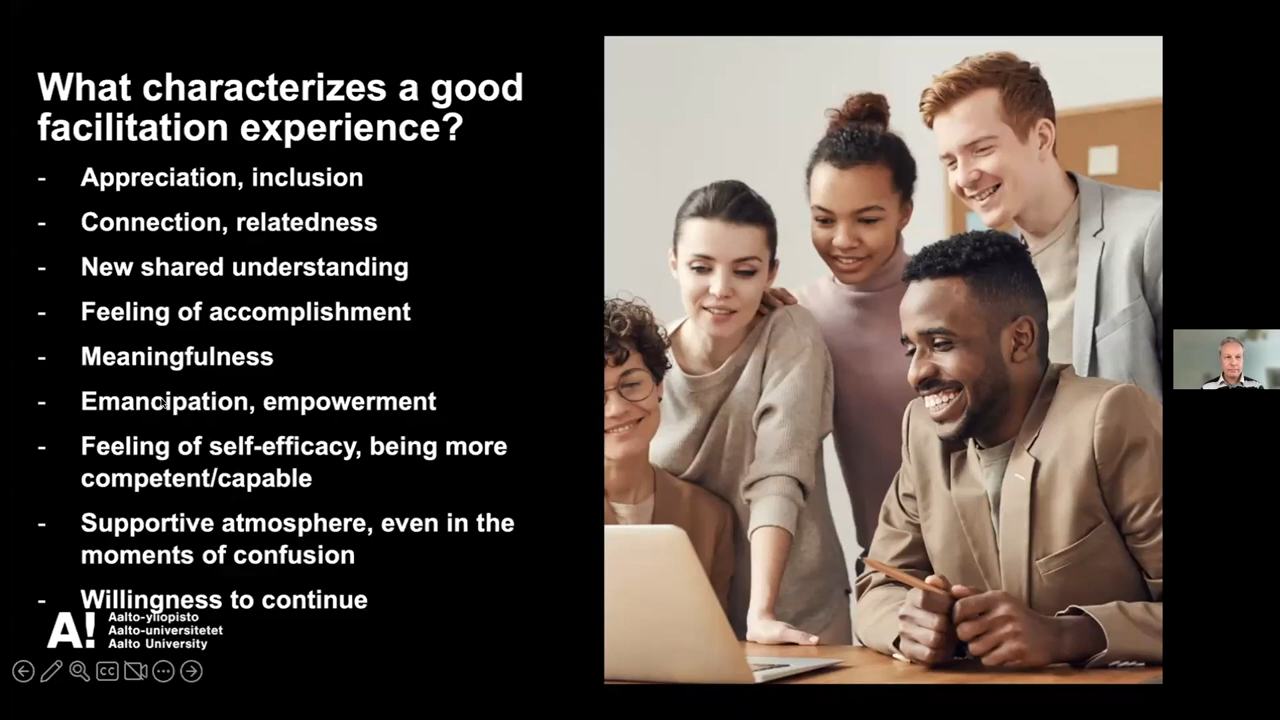 What characterizes a good
facilitation experience?
- Appreciation, inclusion
- Connection, relatedness
- New shared understanding
- Feeling of accomplishment
- Meaningfulness
- Emancipation, empowerment
- Feeling of self-efficacy, being more
competent/capable
- Supportive atmosphere, even in the
moments of confusion
- Willingness to continue
A!
Aalto-yliopisto
Aalto-universitetet
Aalto University
CC